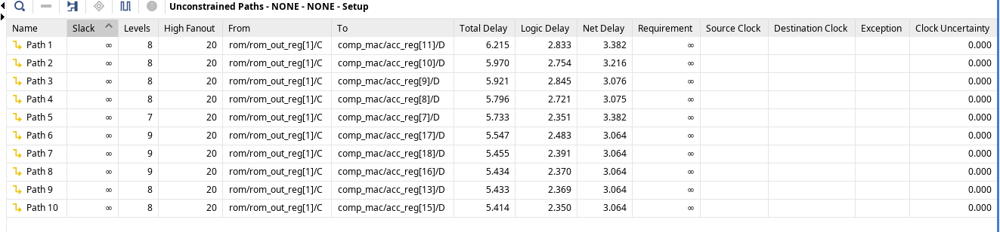 Unconstrained Paths - NONE - NONE - Setup
Name Slack Levels High Fanout From To Total Delay Logic Delay Net Delay Requirement Source Clock Destination Clock Exception Clock Uncertainty
Path 1 ∞ 8 20 rom/rom_out_reg[1]/C comp_mac/acc_reg[11]/D 6.215 2.833 3.382 ∞ 0.000
Path 2 ∞ 8 20 rom/rom_out_reg[1]/C comp_mac/acc_reg[10]/D 5.970 2.754 3.216 ∞ 0.000
Path 3 ∞ 8 20 rom/rom_out_reg[1]/C comp_mac/acc_reg[9]/D 5.921 2.845 3.076 ∞ 0.000
Path 4 ∞ 8 20 rom/rom_out_reg[1]/C comp_mac/acc_reg[8]/D 5.796 2.721 3.075 ∞ 0.000
Path 5 ∞ 7 20 rom/rom_out_reg[1]/C comp_mac/acc_reg[7]/D 5.733 2.351 3.382 ∞ 0.000
Path 6 ∞ 9 20 rom/rom_out_reg[1]/C comp_mac/acc_reg[17]/D 5.547 2.483 3.064 ∞ 0.000
Path 7 ∞ 9 20 rom/rom_out_reg[1]/C comp_mac/acc_reg[18]/D 5.455 2.391 3.064 ∞ 0.000
Path 8 ∞ 9 20 rom/rom_out_reg[1]/C comp_mac/acc_reg[16]/D 5.434 2.370 3.064 ∞ 0.000
Path 9 ∞ 8 20 rom/rom_out_reg[1]/C comp_mac/acc_reg[13]/D 5.433 2.369 3.064 ∞ 0.000
Path 10 ∞ 8 20 rom/rom_out_reg[1]/C comp_mac/acc_reg[15]/D 5.414 2.350 3.064 ∞ 0.000